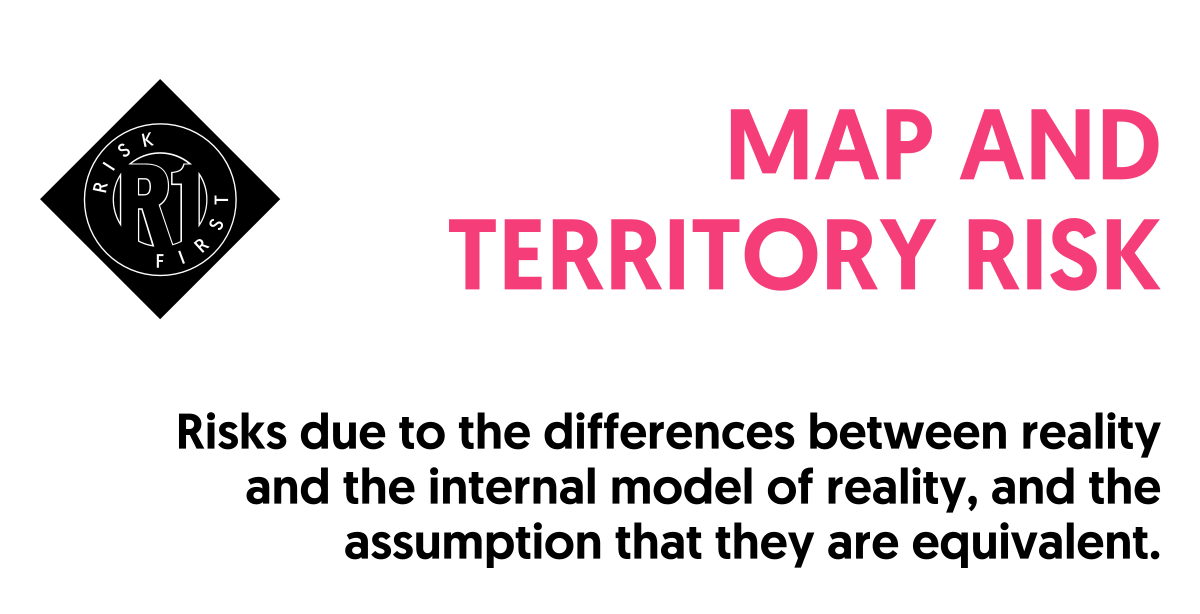 RISK
R1
FIRST
MAP AND
TERRITORY RISK
Risks due to the differences between reality
and the internal model of reality, and the
assumption that they are equivalent.